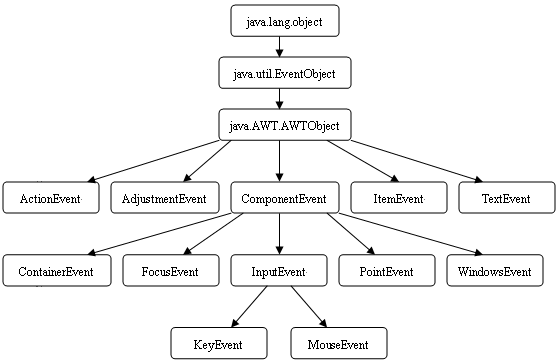 java.lang.object
java.util.EventObject
java.AWT.AWTObject
ActionEvent
AdjustmentEvent
ComponentEvent
ItemEvent
TextEvent
ContainerEvent
FocusEvent
InputEvent
PointEvent
WindowsEvent
KeyEvent
MouseEvent